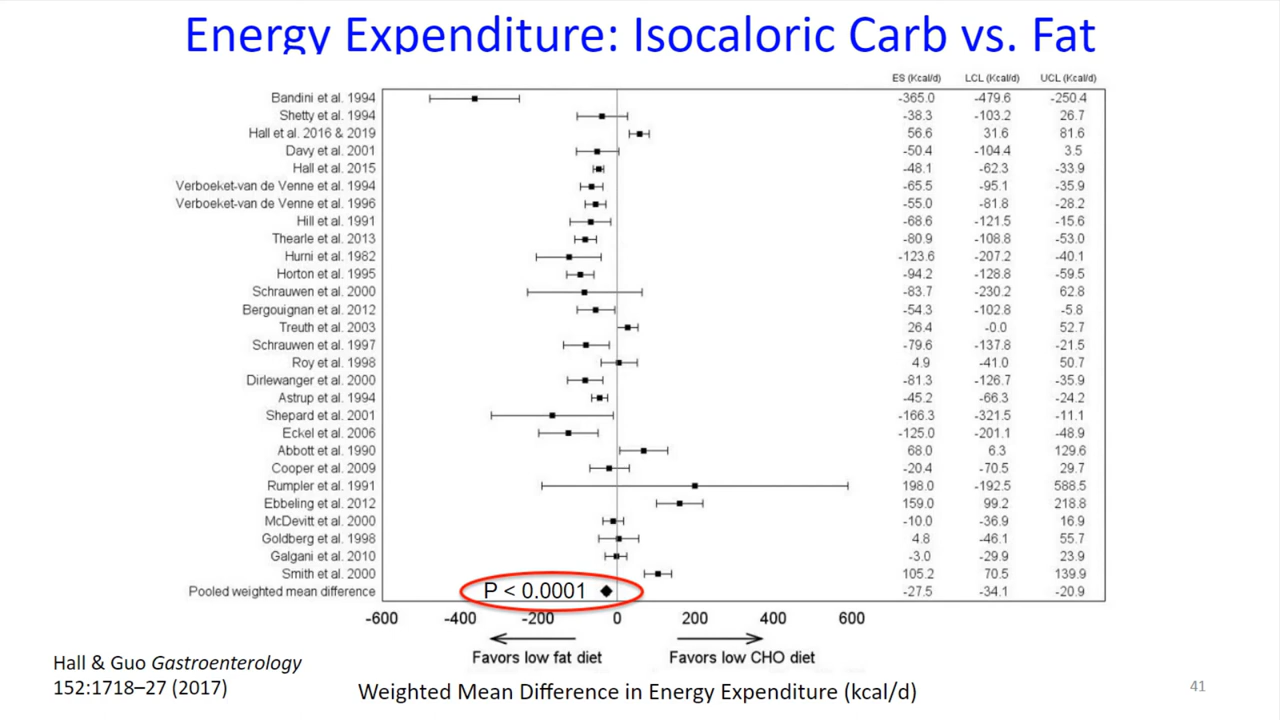 Energy Expenditure: Isocaloric Carb vs. Fat
ES (Kcal/d) LCL (Kcal/d) UCL (Kcal/d)
Bandini et al. 1994 -365.0 -479.6 -250.4
Shetty et al. 1994 -38.3 -103.2 26.7
Hall et al. 2016 & 2019 56.6 31.6 81.6
Davy et al. 2001 -50.4 -104.4 3.5
Hall et al. 2015 -48.1 -62.3 -33.9
Verboeket-van de Venne et al. 1994 -65.5 -95.1 -35.9
Verboeket-van de Venne et al. 1996 -55.0 -81.8 -28.2
Hill et al. 1991 -68.6 -121.5 -15.6
Thearle et al. 2013 -80.9 -108.8 -53.0
Hurni et al. 1982 -123.6 -207.2 -40.1
Horton et al. 1995 -94.2 -128.8 -59.5
Schrauwen et al. 2000 -83.7 -230.2 62.8
Bergouignan et al. 2012 -54.3 -102.8 -5.8
Treuth et al. 2003 26.4 -0.0 52.7
Schrauwen et al. 1997 -79.6 -137.8 -21.5
Roy et al. 1998 4.9 -41.0 50.7
Dirlewanger et al. 2000 -81.3 -126.7 -35.9
Astrup et al. 1994 -45.2 -66.3 -24.2
Shepard et al. 2001 -166.3 -321.5 -11.1
Eckel et al. 2006 -125.0 -201.1 -48.9
Abbott et al. 1990 68.0 6.3 129.6
Cooper et al. 2009 -20.4 -70.5 29.7
Rumpler et al. 1991 198.0 -192.5 588.5
Ebbeling et al. 2012 159.0 99.2 218.8
McDevitt et al. 2000 -10.0 -36.9 16.9
Goldberg et al. 1998 4.8 -46.1 55.7
Galgani et al. 2010 -3.0 -29.9 23.9
Smith et al. 2000 105.2 70.5 139.9
Pooled weighted mean difference P < 0.0001 -27.5 -34.1 -20.9
-600 -400 -200 0 200 400 600
Favors low fat diet Favors low CHO diet
Weighted Mean Difference in Energy Expenditure (kcal/d)
Hall & Guo Gastroenterology
152:1718–27 (2017)
41